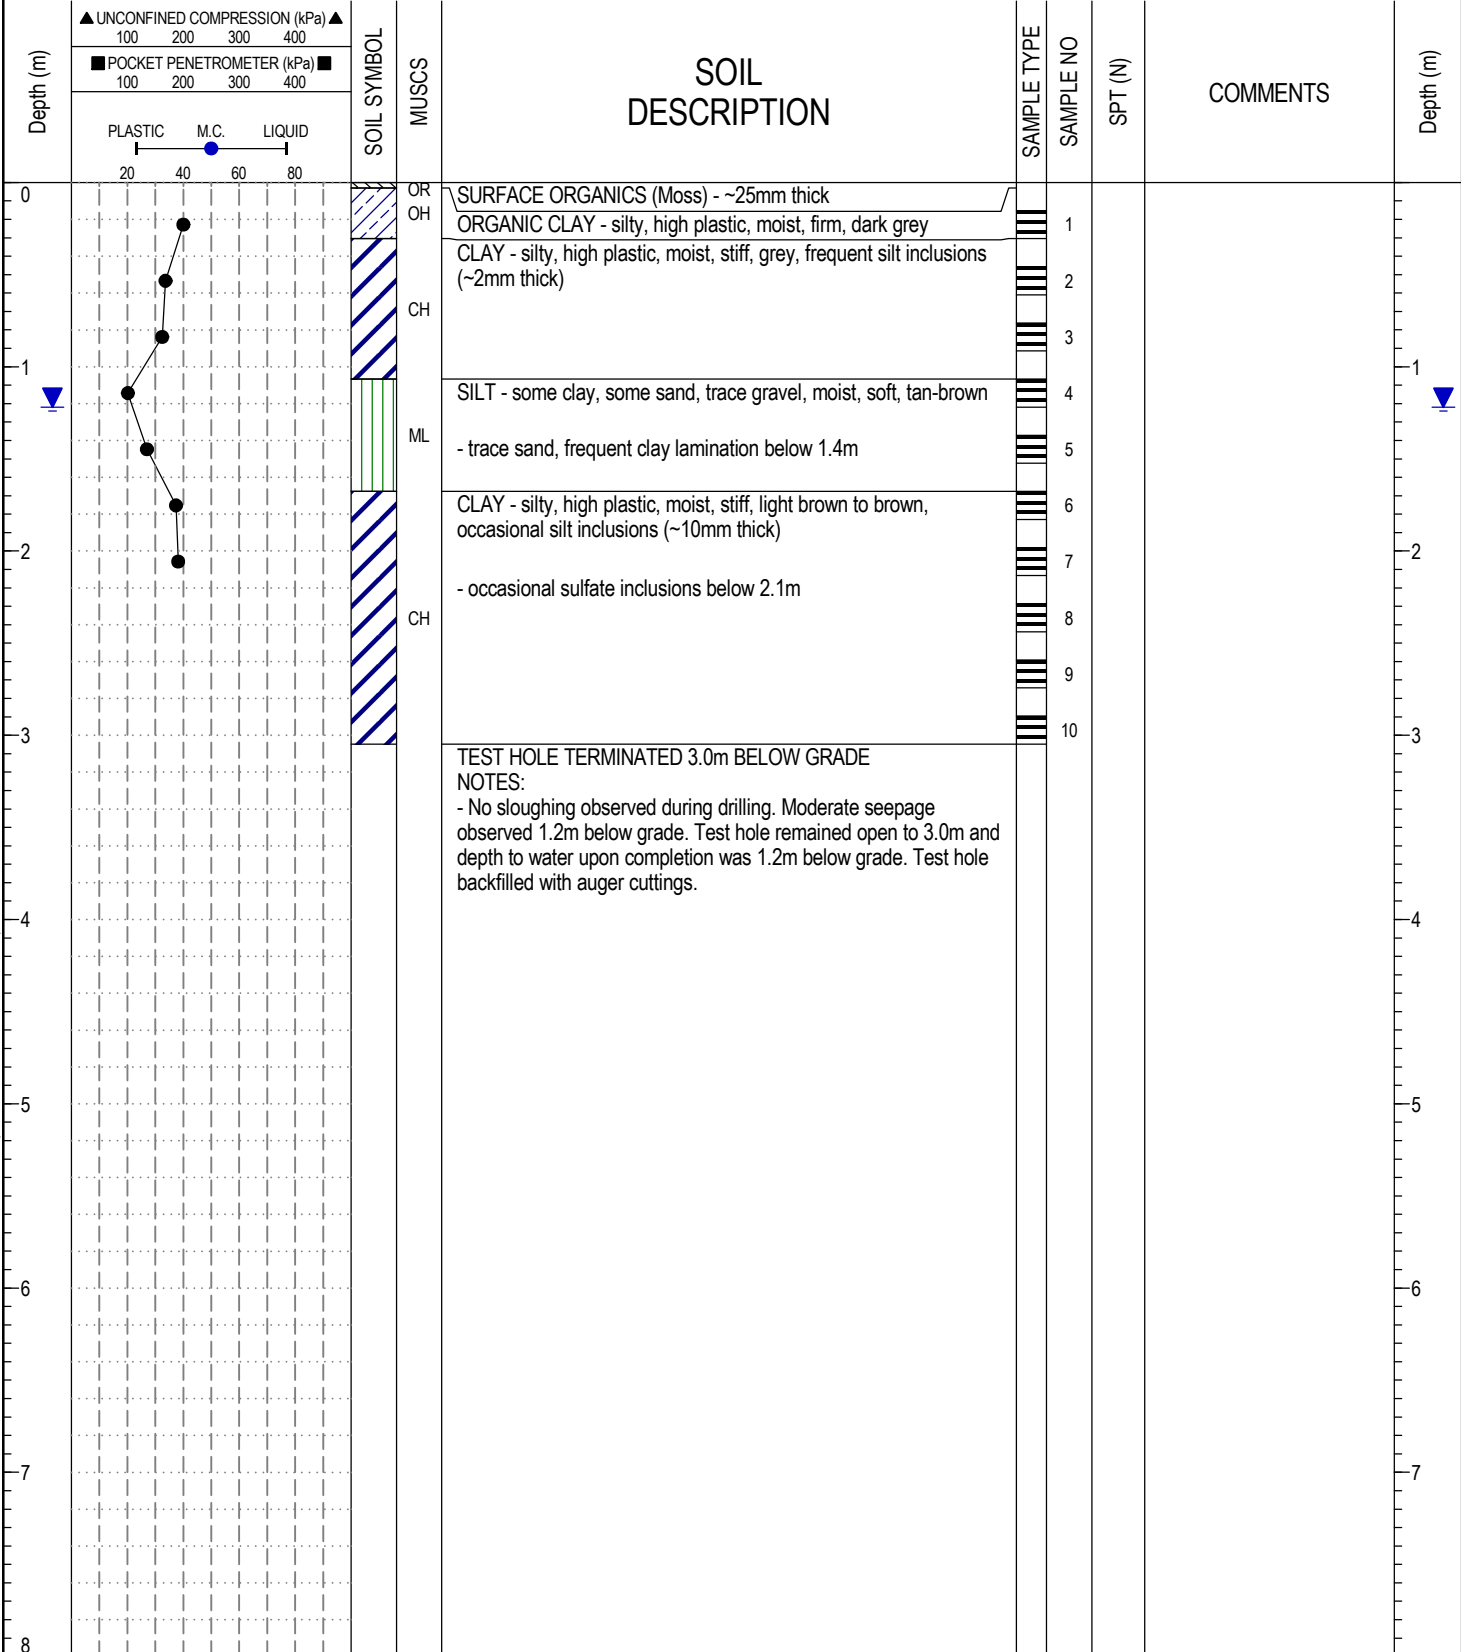 Depth (m)
▲ UNCONFINED COMPRESSION (kPa) ▲
100 200 300 400
■ POCKET PENETROMETER (kPa) ■
100 200 300 400
PLASTIC M.C. LIQUID
20 40 60 80
SOIL SYMBOL
MUSCS
SOIL
DESCRIPTION
SAMPLE TYPE
SAMPLE NO
SPT (N)
COMMENTS
Depth (m)
0
OR
SURFACE ORGANICS (Moss) - ~25mm thick
OH
ORGANIC CLAY - silty, high plastic, moist, firm, dark grey
1
CLAY - silty, high plastic, moist, stiff, grey, frequent silt inclusions
(~2mm thick)
2
CH
3
1
1
SILT - some clay, some sand, trace gravel, moist, soft, tan-brown
4
ML
- trace sand, frequent clay lamination below 1.4m
5
CLAY - silty, high plastic, moist, stiff, light brown to brown,
6
occasional silt inclusions (~10mm thick)
2
7
2
- occasional sulfate inclusions below 2.1m
CH
8
9
10
3
3
TEST HOLE TERMINATED 3.0m BELOW GRADE
NOTES:
- No sloughing observed during drilling. Moderate seepage
observed 1.2m below grade. Test hole remained open to 3.0m and
depth to water upon completion was 1.2m below grade. Test hole
backfilled with auger cuttings.
4
4
5
5
6
6
7
7
8